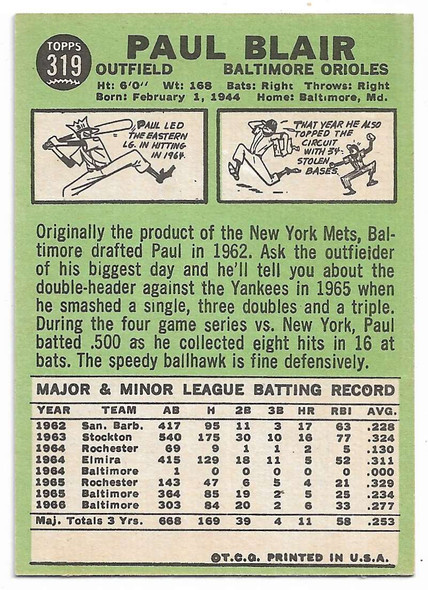 TOPPS
319
PAUL BLAIR
OUTFIELD BALTIMORE ORIOLES
Ht: 6'0" Wt: 168 Bats: Right Throws: Right
Born: February 1, 1944 Home: Baltimore, Md.
PAUL LED
THE EASTERN
LG. IN HITTING
IN 1964.
THAT YEAR HE ALSO
TOPPED THE
CIRCUIT
WITH 34
STOLEN
BASES.
Originally the product of the New York Mets, Bal-
timore drafted Paul in 1962. Ask the outfieider
of his biggest day and he'll tell you about the
double-header against the Yankees in 1965 when
he smashed a single, three doubles and a triple.
During the four game series vs. New York, Paul
batted .500 as he collected eight hits in 16 at
bats. The speedy ballhawk is fine defensively.
MAJOR & MINOR LEAGUE BATTING RECORD
YEAR TEAM AB H 2B 3B HR RBI AVG.
1962 San. Barb. 417 95 11 3 17 63 .228
1963 Stockton 540 175 30 10 16 77 .324
1964 Rochester 69 9 1 1 2 5 .130
1964 Elmira 415 129 18 11 5 52 .311
1964 Baltimore 1 0 0 0 0 0 .000
1965 Rochester 143 47 6 5 4 21 .329
1965 Baltimore 364 85 19 2 5 25 .234
1966 Baltimore 303 84 20 2 6 33 .277
Maj. Totals 3 Yrs. 668 169 39 4 11 58 .253
©T.C.G. PRINTED IN U.S.A.